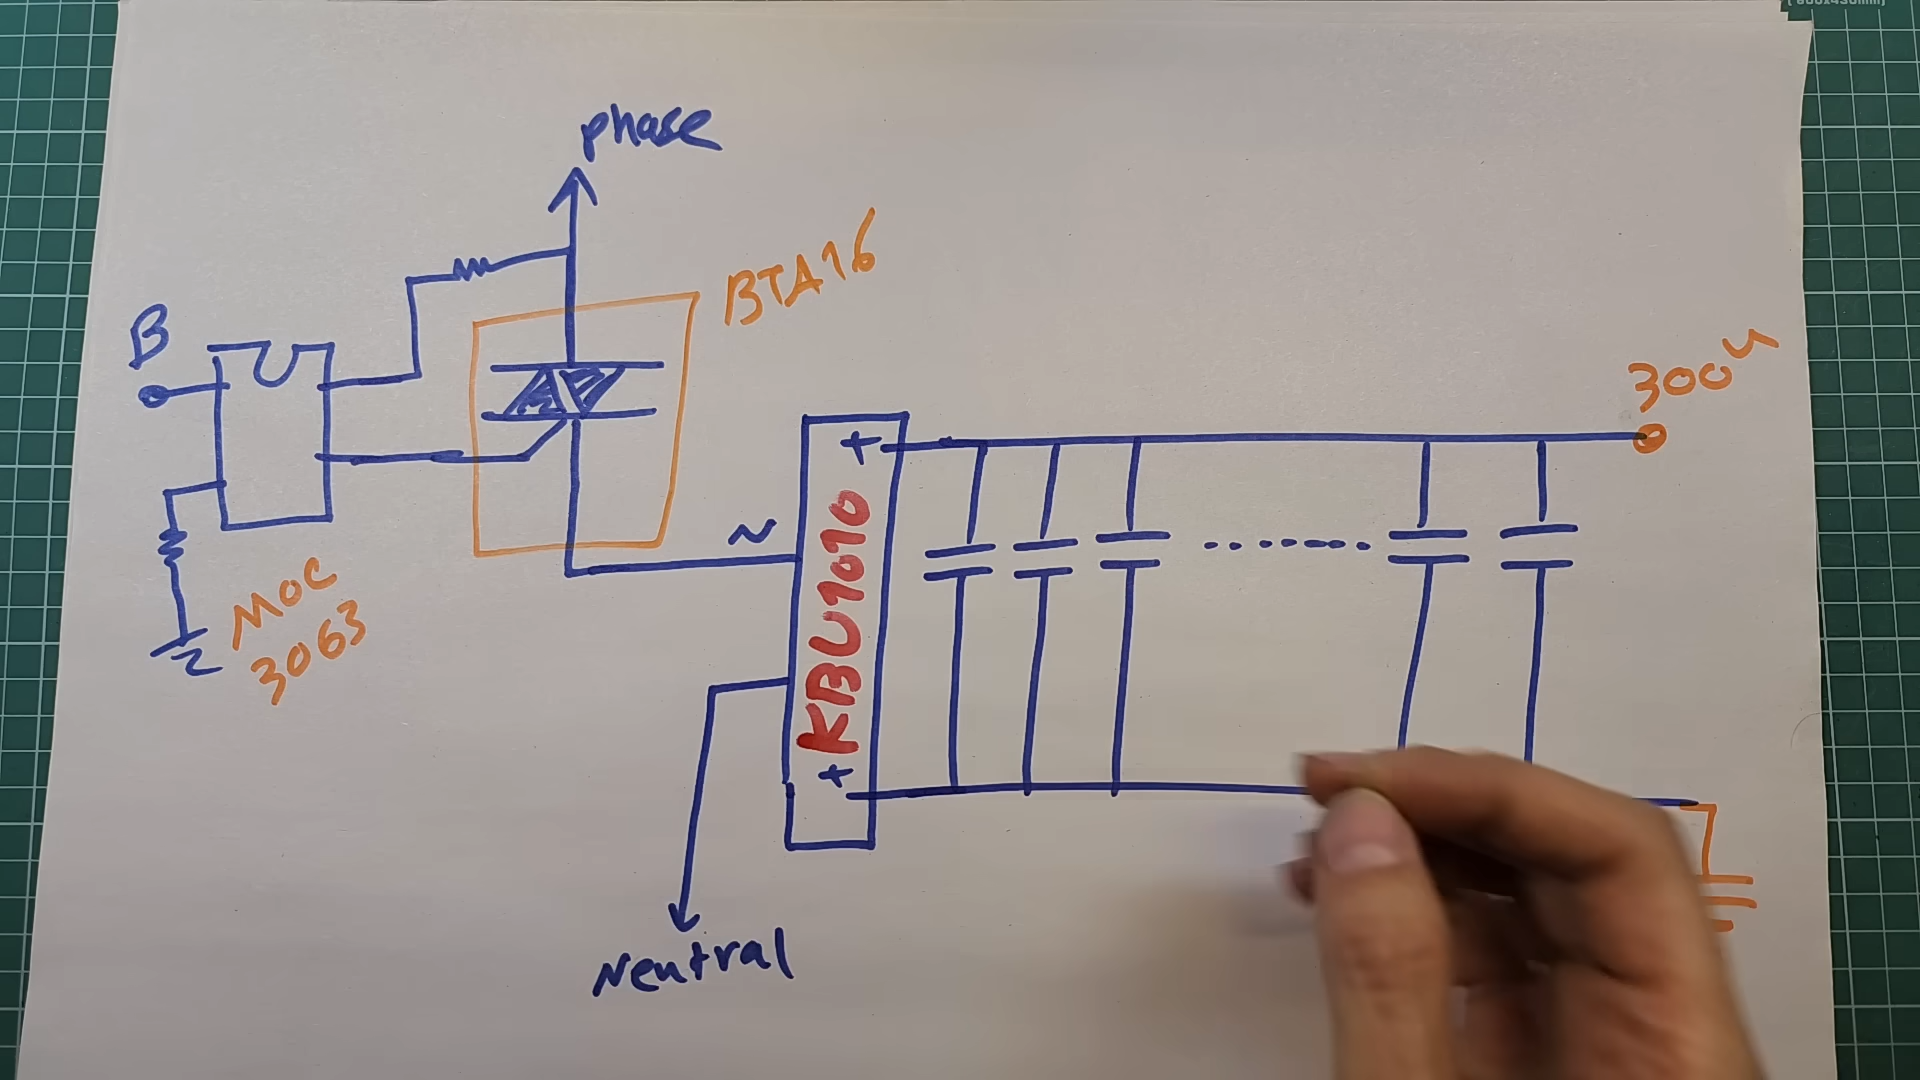 phase
BTA16
B
300V
+
~
KBU1010
MOC
3063
+
Neutral